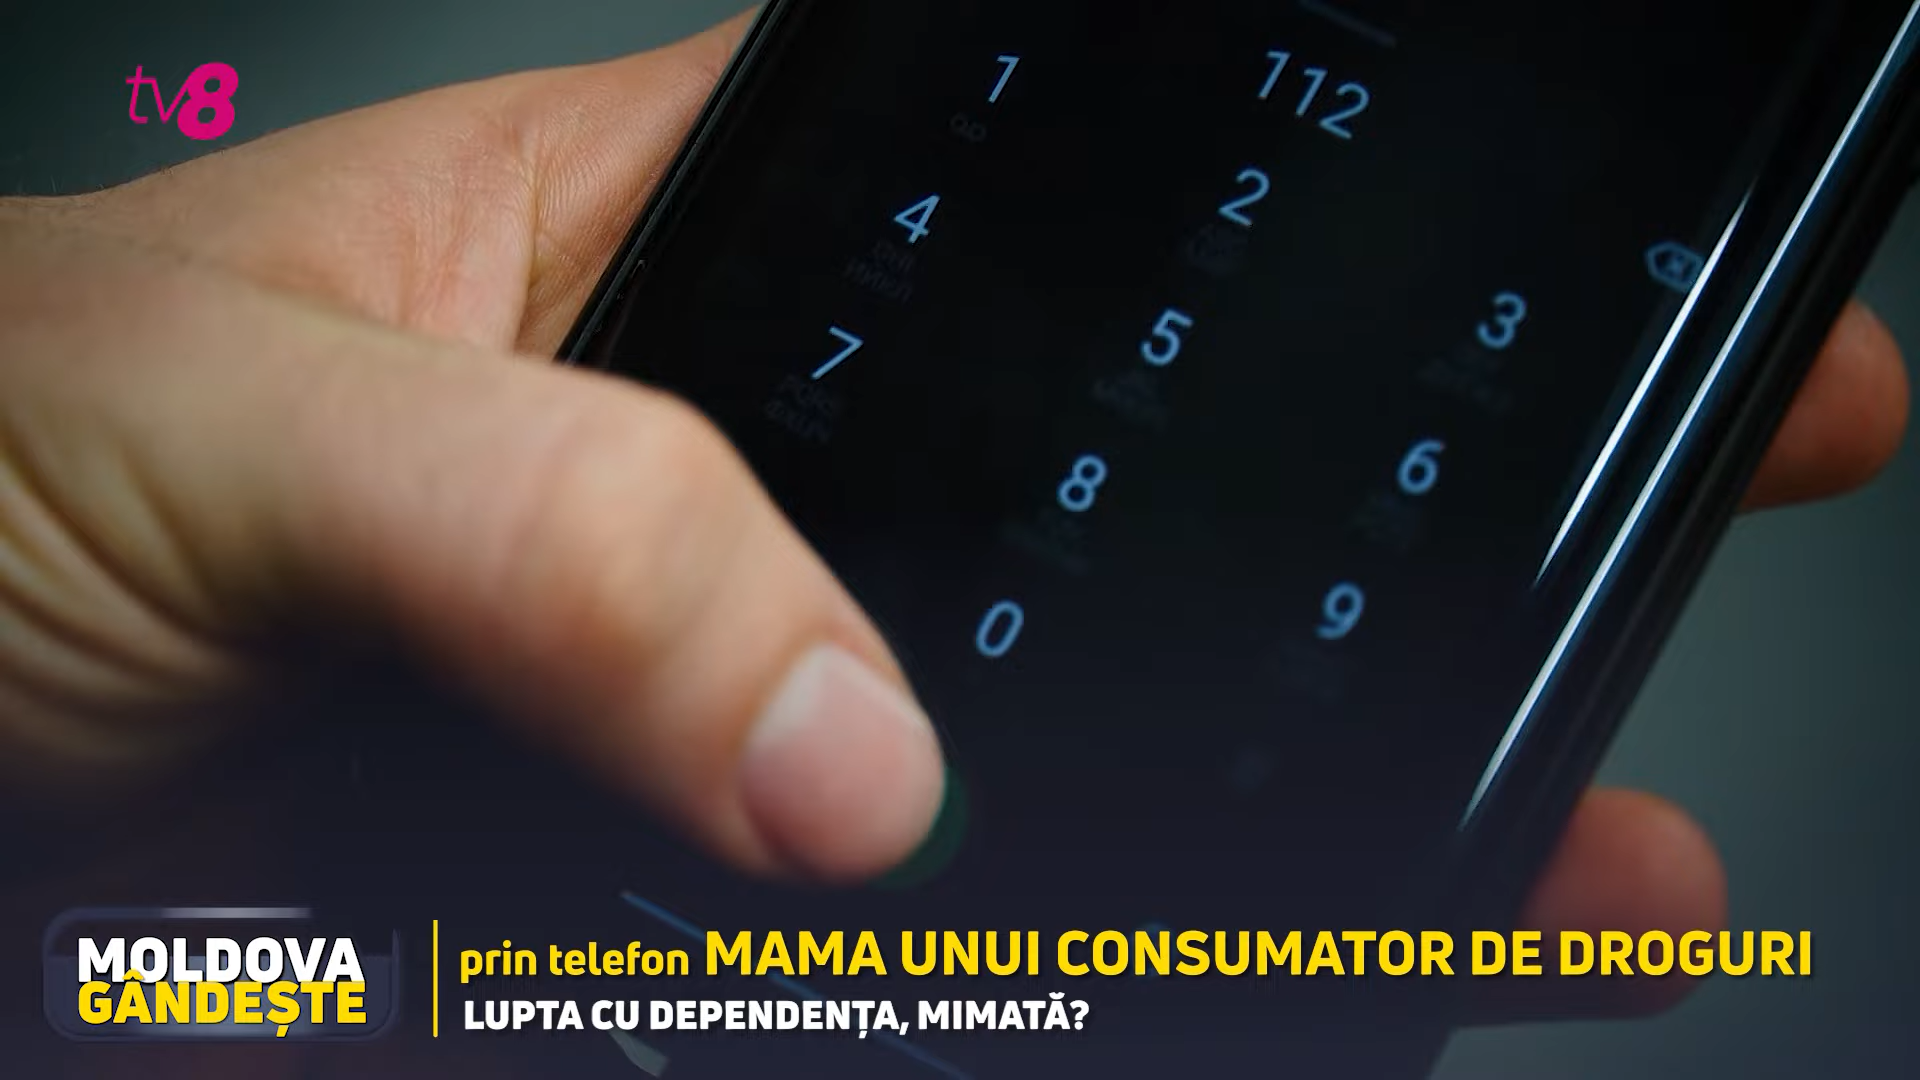 tv8
112
1
2
3
4
5
6
7
8
9
0
MOLDOVA
GÂNDEȘTE
prin telefon MAMA UNUI CONSUMATOR DE DROGURI
LUPTA CU DEPENDENȚA, MIMATĂ?